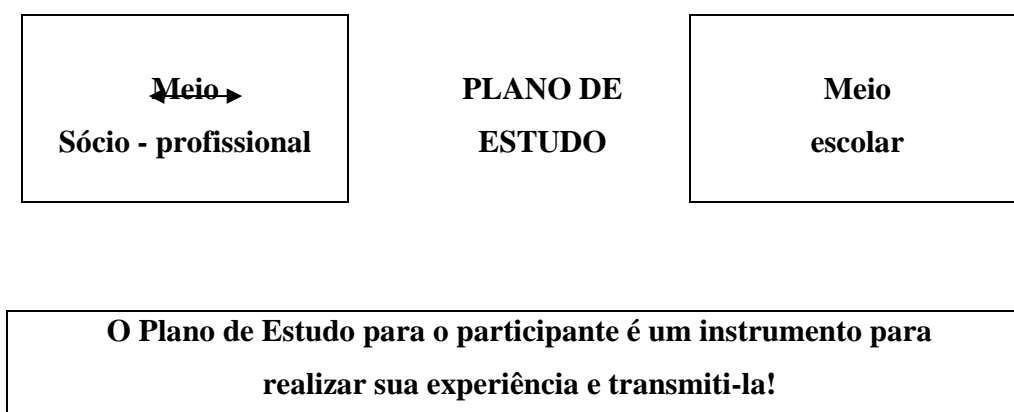 Meio
Sócio - profissional
PLANO DE
ESTUDO
Meio
escolar
O Plano de Estudo para o participante é um instrumento para
realizar sua experiência e transmiti-la!